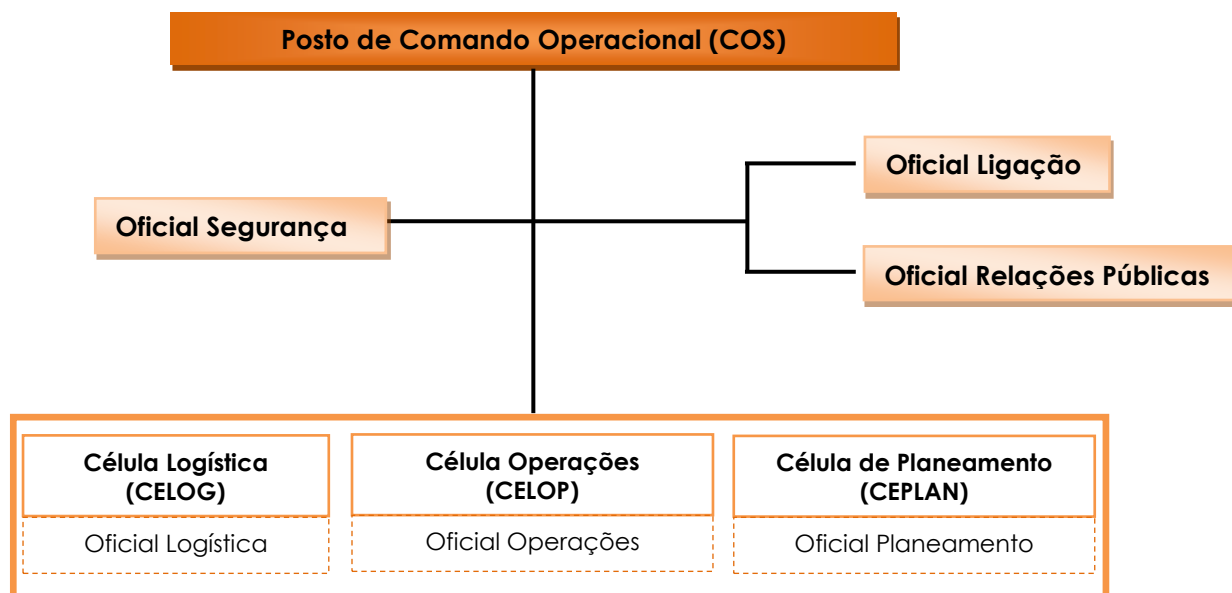 Posto de Comando Operacional (COS)
Oficial Ligação
Oficial Segurança
Oficial Relações Públicas
Célula Logística
(CELOG)
Oficial Logística
Célula Operações
(CELOP)
Oficial Operações
Célula de Planeamento
(CEPLAN)
Oficial Planeamento